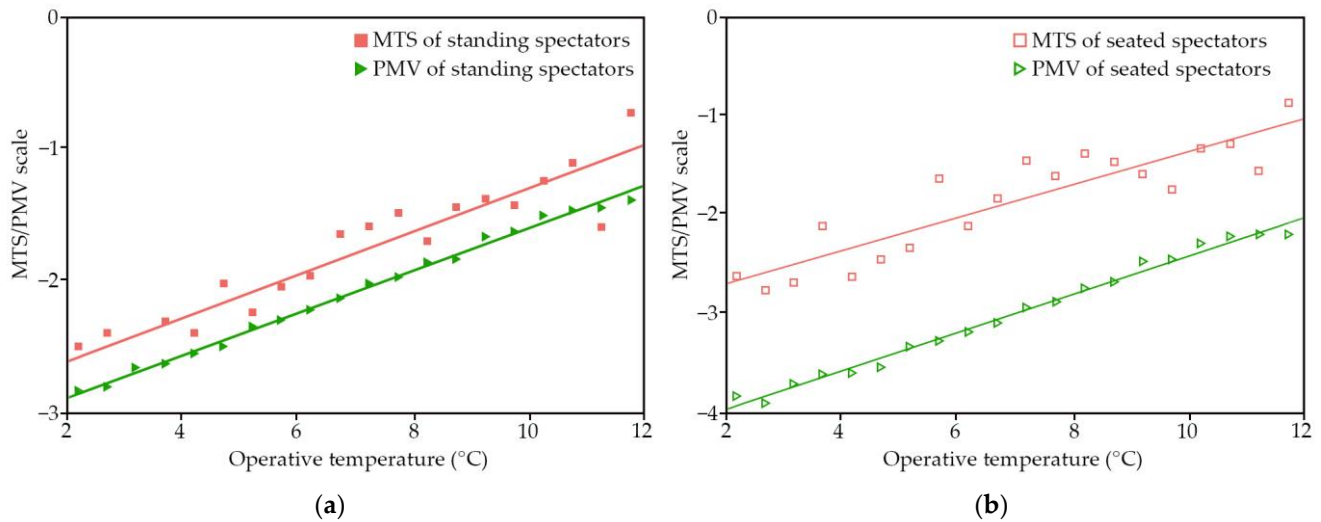 0
MTS of standing spectators
PMV of standing spectators
−1
−2
−3
MTS/PMV scale
2 4 6 8 10 12
Operative temperature (°C)
(a)
0
MTS of seated spectators
PMV of seated spectators
−1
−2
−3
−4
MTS/PMV scale
2 4 6 8 10 12
Operative temperature (°C)
(b)